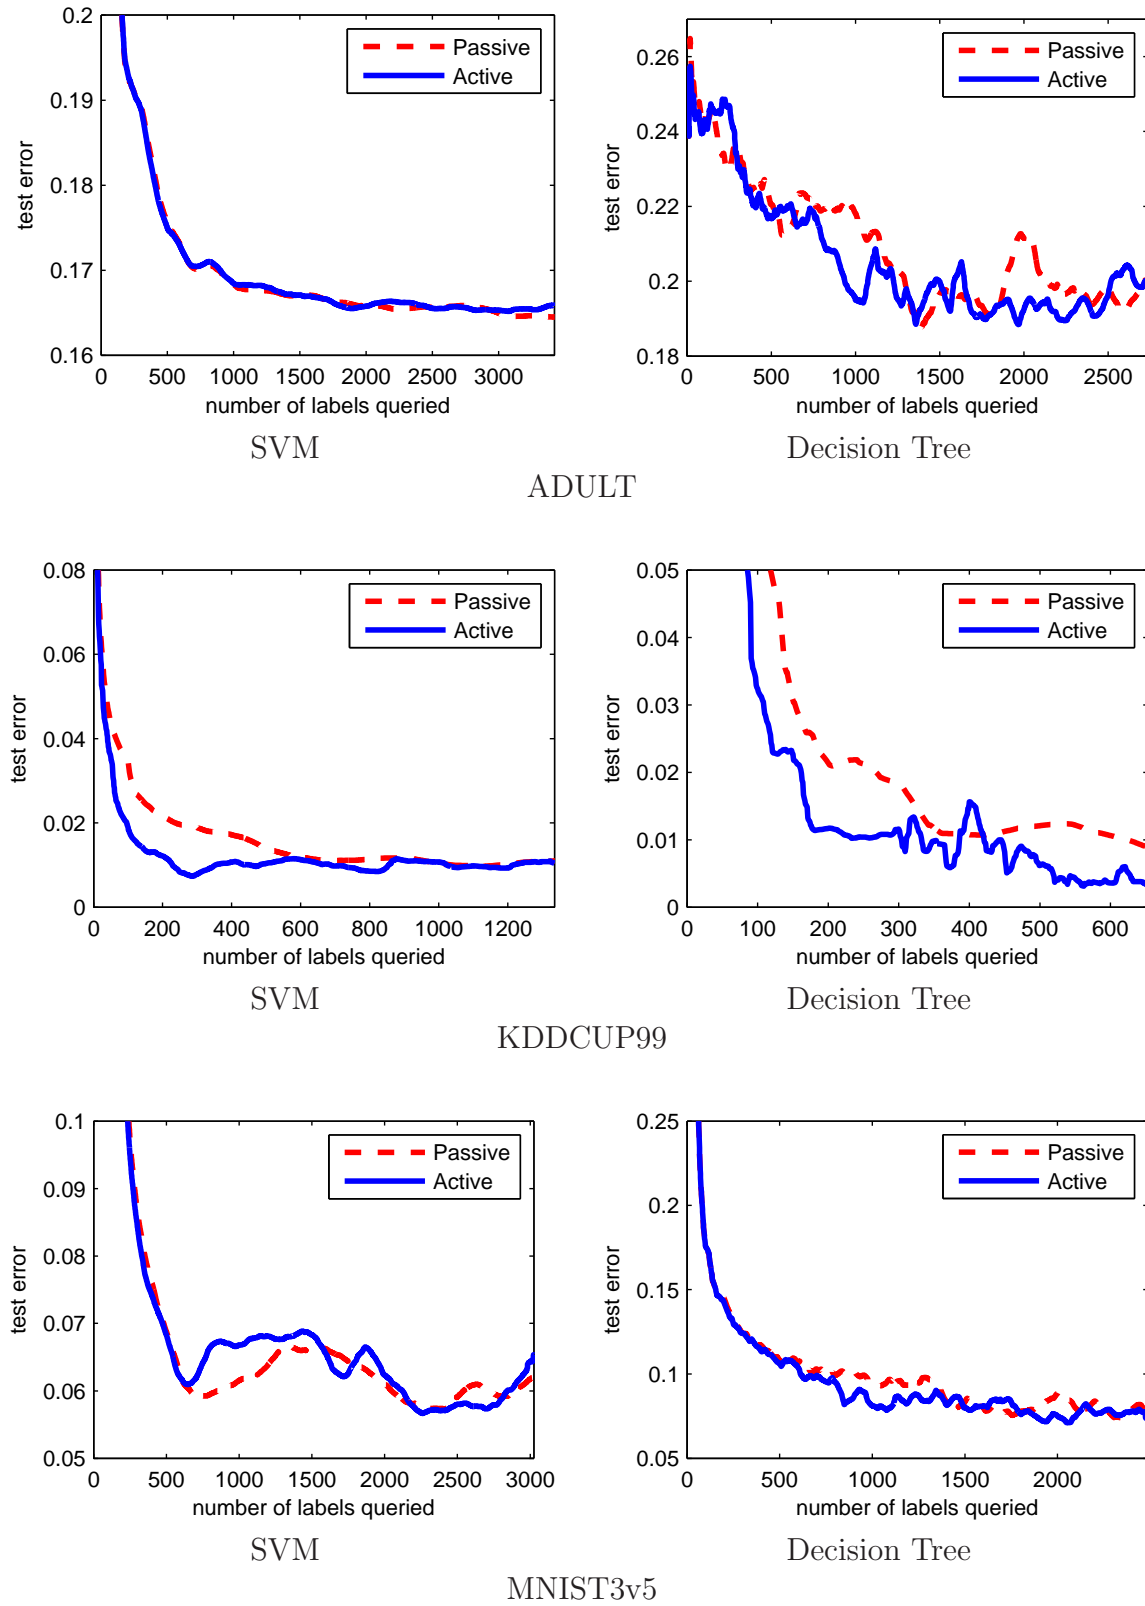 0.2
0.19
0.18
0.17
0.16
test error
Passive
Active
0 500 1000 1500 2000 2500 3000
number of labels queried
SVM
0.26
0.24
0.22
0.2
0.18
test error
Passive
Active
0 500 1000 1500 2000 2500
number of labels queried
Decision Tree
ADULT
0.08
0.06
0.04
0.02
0
test error
Passive
Active
0 200 400 600 800 1000 1200
number of labels queried
SVM
0.05
0.04
0.03
0.02
0.01
0
test error
Passive
Active
100 200 300 400 500 600
number of labels queried
Decision Tree
KDDCUP99
0.1
0.09
0.08
0.07
0.06
0.05
test error
Passive
Active
0 500 1000 1500 2000 2500 3000
number of labels queried
SVM
0.25
0.2
0.15
0.1
0.05
test error
Passive
Active
0 500 1000 1500 2000
number of labels queried
Decision Tree
MNIST3v5